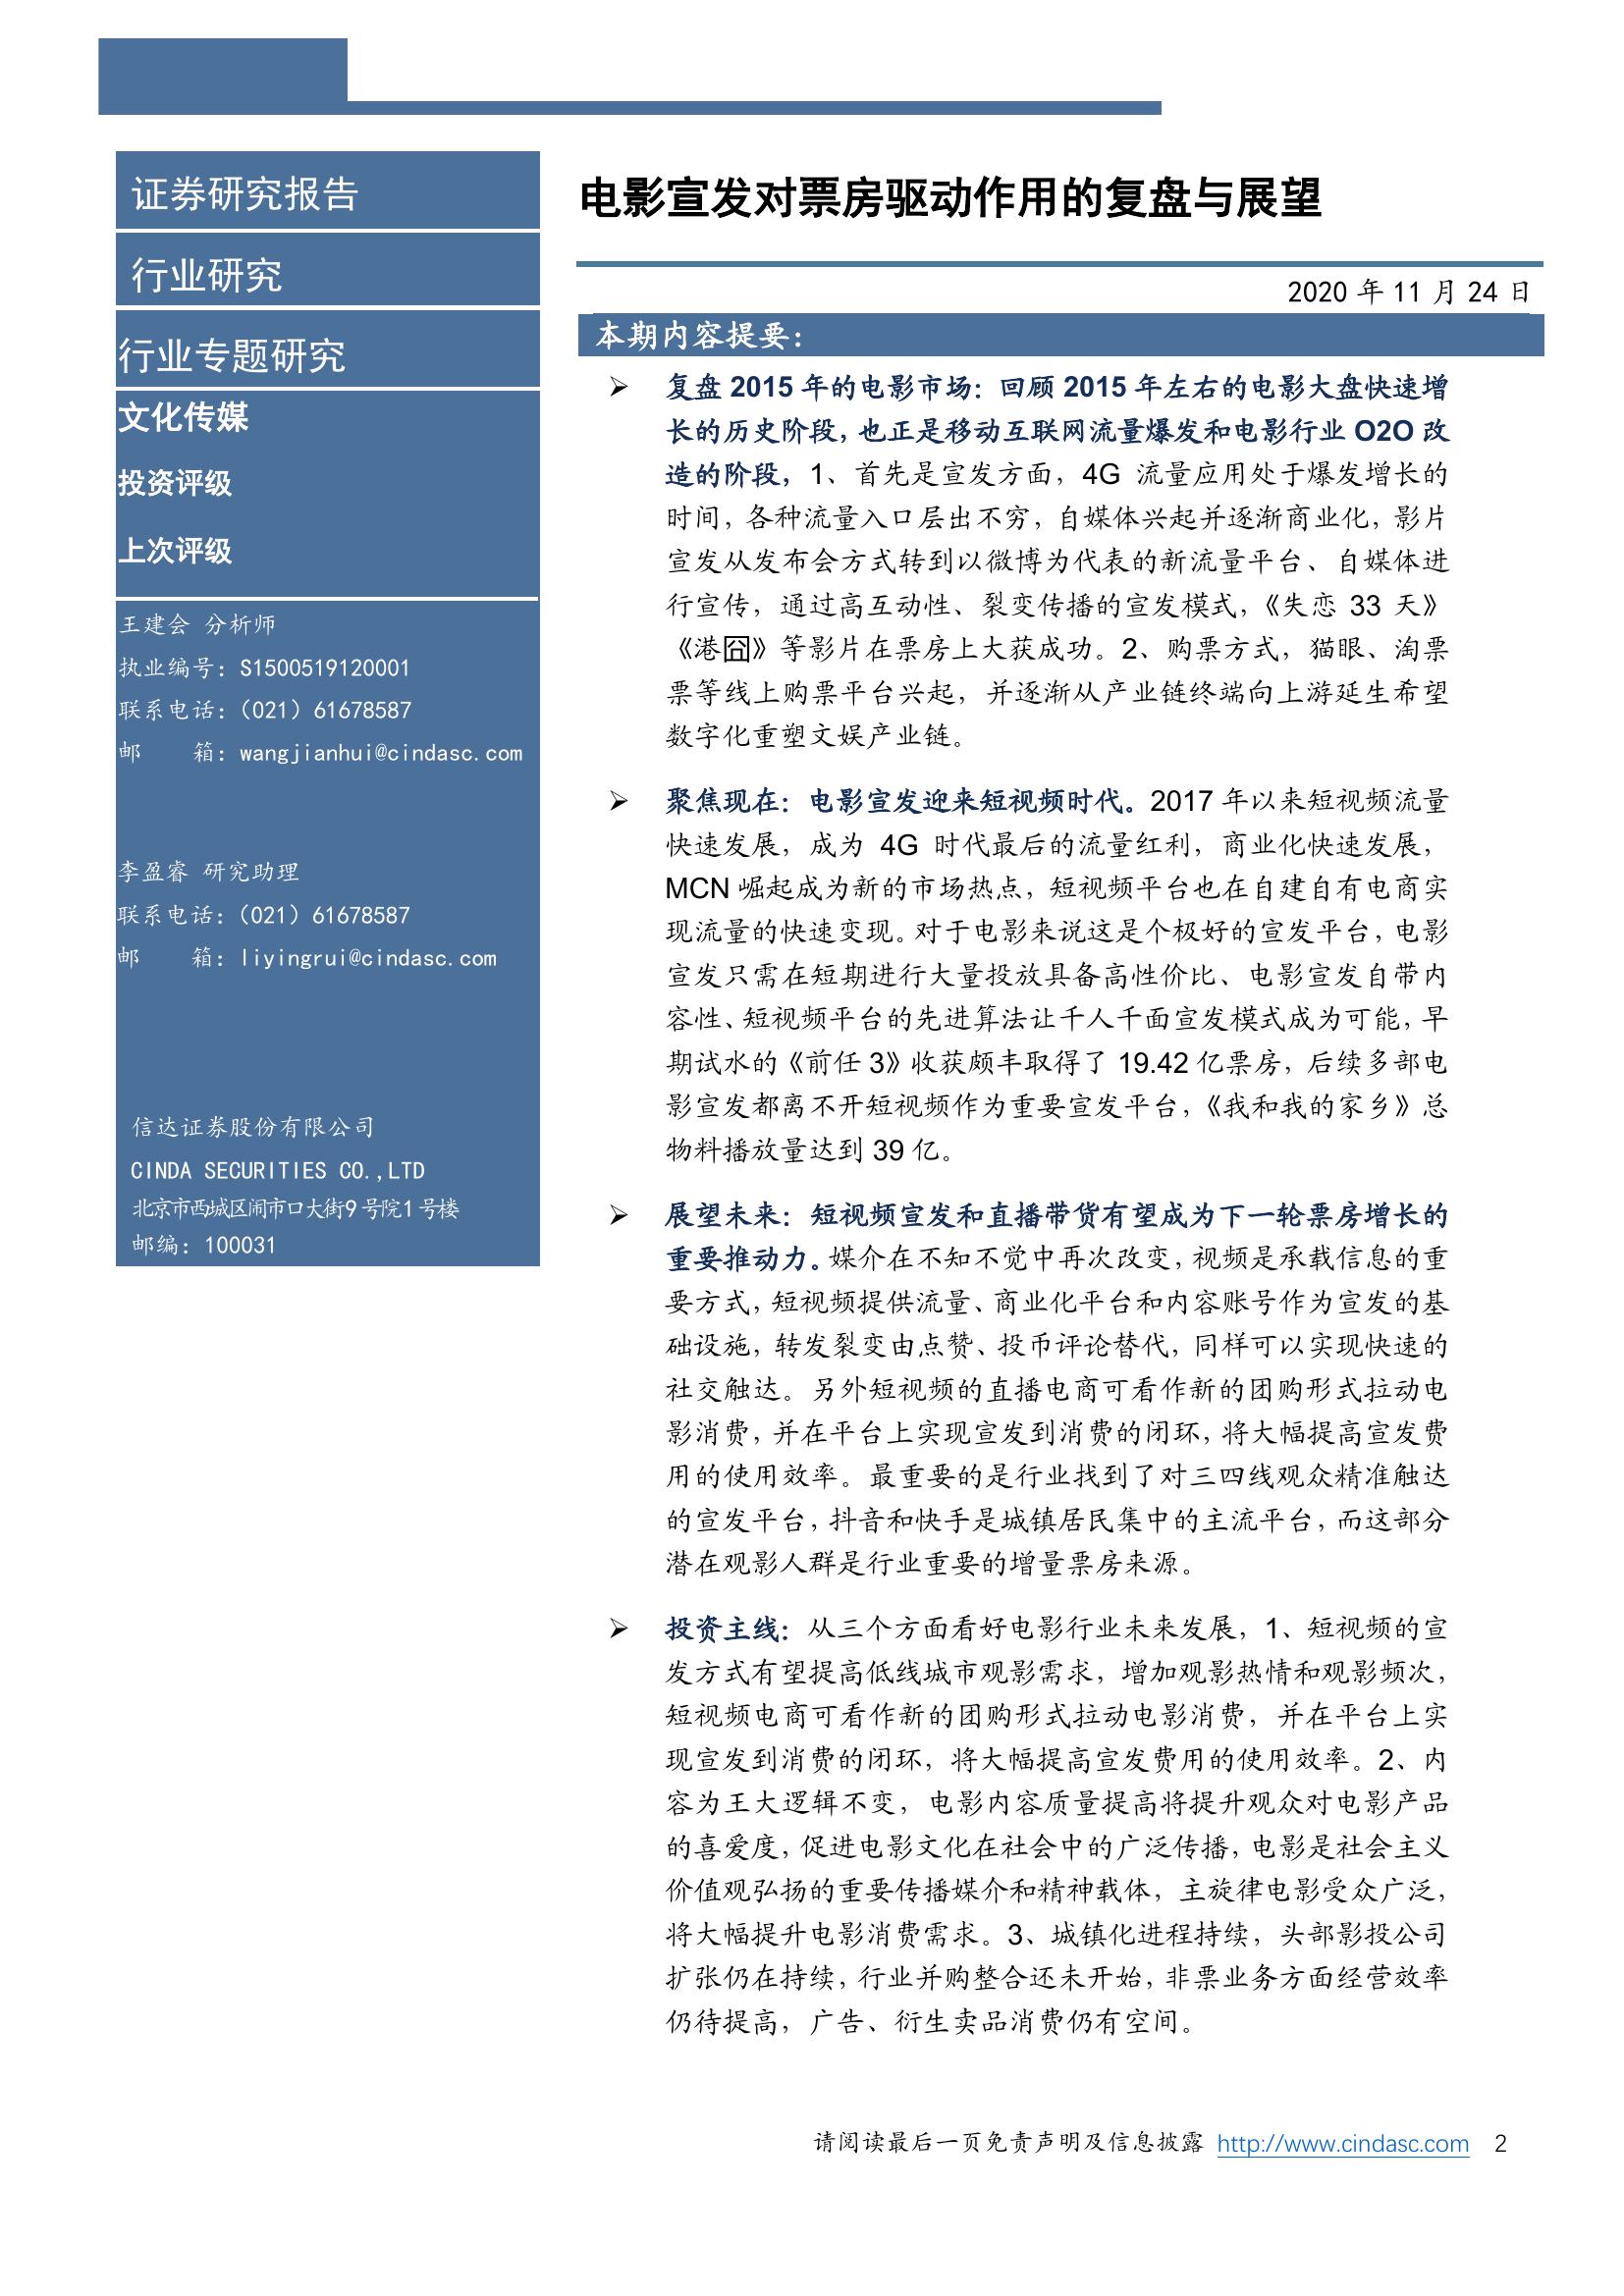 证券研究报告
行业研究
行业专题研究
文化传媒
投资评级
上次评级
王建会 分析师
执业编号：S1500519120001
联系电话：（021）61678587
邮 箱：wangjianhui@cindasc.com
李盈睿 研究助理
联系电话：（021）61678587
邮 箱：liyingrui@cindasc.com
信达证券股份有限公司
CINDA SECURITIES CO.,LTD
北京市西城区闹市口大街9号院1号楼
邮编：100031
电影宣发对票房驱动作用的复盘与展望
2020 年 11 月 24 日
本期内容提要：
➢ 复盘 2015 年的电影市场：回顾 2015 年左右的电影大盘快速增
长的历史阶段，也正是移动互联网流量爆发和电影行业 O2O 改
造的阶段，1、首先是宣发方面，4G 流量应用处于爆发增长的
时间，各种流量入口层出不穷，自媒体兴起并逐渐商业化，影片
宣发从发布会方式转到以微博为代表的新流量平台、自媒体进
行宣传，通过高互动性、裂变传播的宣发模式，《失恋 33 天》
《港囧》等影片在票房上大获成功。2、购票方式，猫眼、淘票
票等线上购票平台兴起，并逐渐从产业链终端向上游延生希望
数字化重塑文娱产业链。
➢ 聚焦现在：电影宣发迎来短视频时代。2017 年以来短视频流量
快速发展，成为 4G 时代最后的流量红利，商业化快速发展，
MCN 崛起成为新的市场热点，短视频平台也在自建自有电商实
现流量的快速变现。对于电影来说这是个极好的宣发平台，电影
宣发只需在短期进行大量投放具备高性价比、电影宣发自带内
容性、短视频平台的先进算法让千人千面宣发模式成为可能，早
期试水的《前任 3》收获颇丰取得了 19.42 亿票房，后续多部电
影宣发都离不开短视频作为重要宣发平台，《我和我的家乡》总
物料播放量达到 39 亿。
➢ 展望未来：短视频宣发和直播带货有望成为下一轮票房增长的
重要推动力。媒介在不知不觉中再次改变，视频是承载信息的重
要方式，短视频提供流量、商业化平台和内容账号作为宣发的基
础设施，转发裂变由点赞、投币评论替代，同样可以实现快速的
社交触达。另外短视频的直播电商可看作新的团购形式拉动电
影消费，并在平台上实现宣发到消费的闭环，将大幅提高宣发费
用的使用效率。最重要的是行业找到了对三四线观众精准触达
的宣发平台，抖音和快手是城镇居民集中的主流平台，而这部分
潜在观影人群是行业重要的增量票房来源。
➢ 投资主线：从三个方面看好电影行业未来发展，1、短视频的宣
发方式有望提高低线城市观影需求，增加观影热情和观影频次，
短视频电商可看作新的团购形式拉动电影消费，并在平台上实
现宣发到消费的闭环，将大幅提高宣发费用的使用效率。2、内
容为王大逻辑不变，电影内容质量提高将提升观众对电影产品
的喜爱度，促进电影文化在社会中的广泛传播，电影是社会主义
价值观弘扬的重要传播媒介和精神载体，主旋律电影受众广泛，
将大幅提升电影消费需求。3、城镇化进程持续，头部影投公司
扩张仍在持续，行业并购整合还未开始，非票业务方面经营效率
仍待提高，广告、衍生卖品消费仍有空间。
请阅读最后一页免责声明及信息披露 http://www.cindasc.com 2